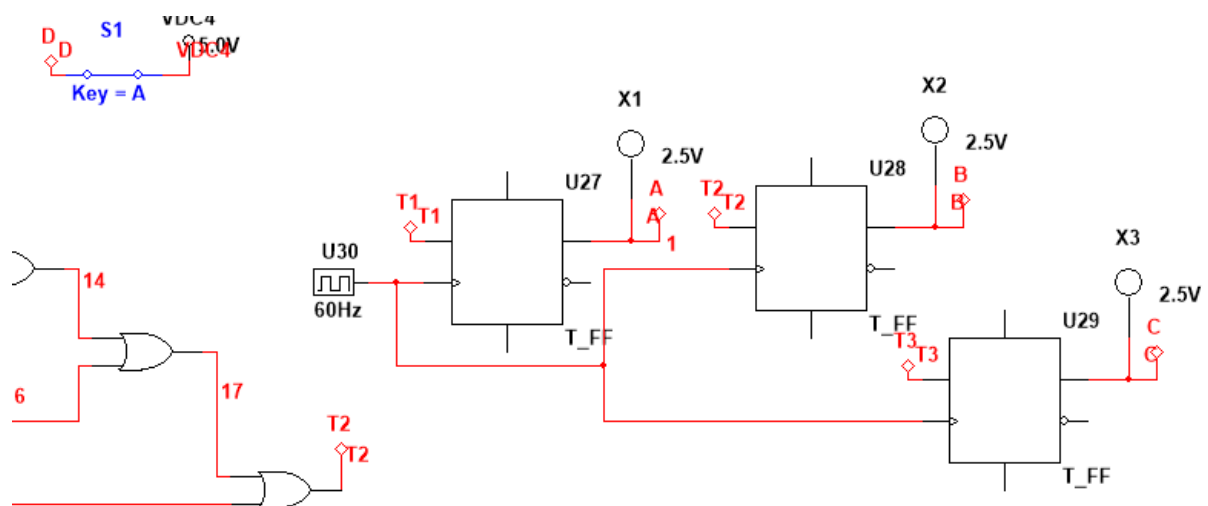 VDC4
S1
D
D
VDC4
5.0V
Key = A
X1
X2
2.5V
2.5V
U27
U28
A
A
1
B
B
T1
T1
T2
T2
U30
60Hz
T_FF
T_FF
X3
2.5V
U29
T3
T3
C
C
T_FF
14
6
17
T2
T2